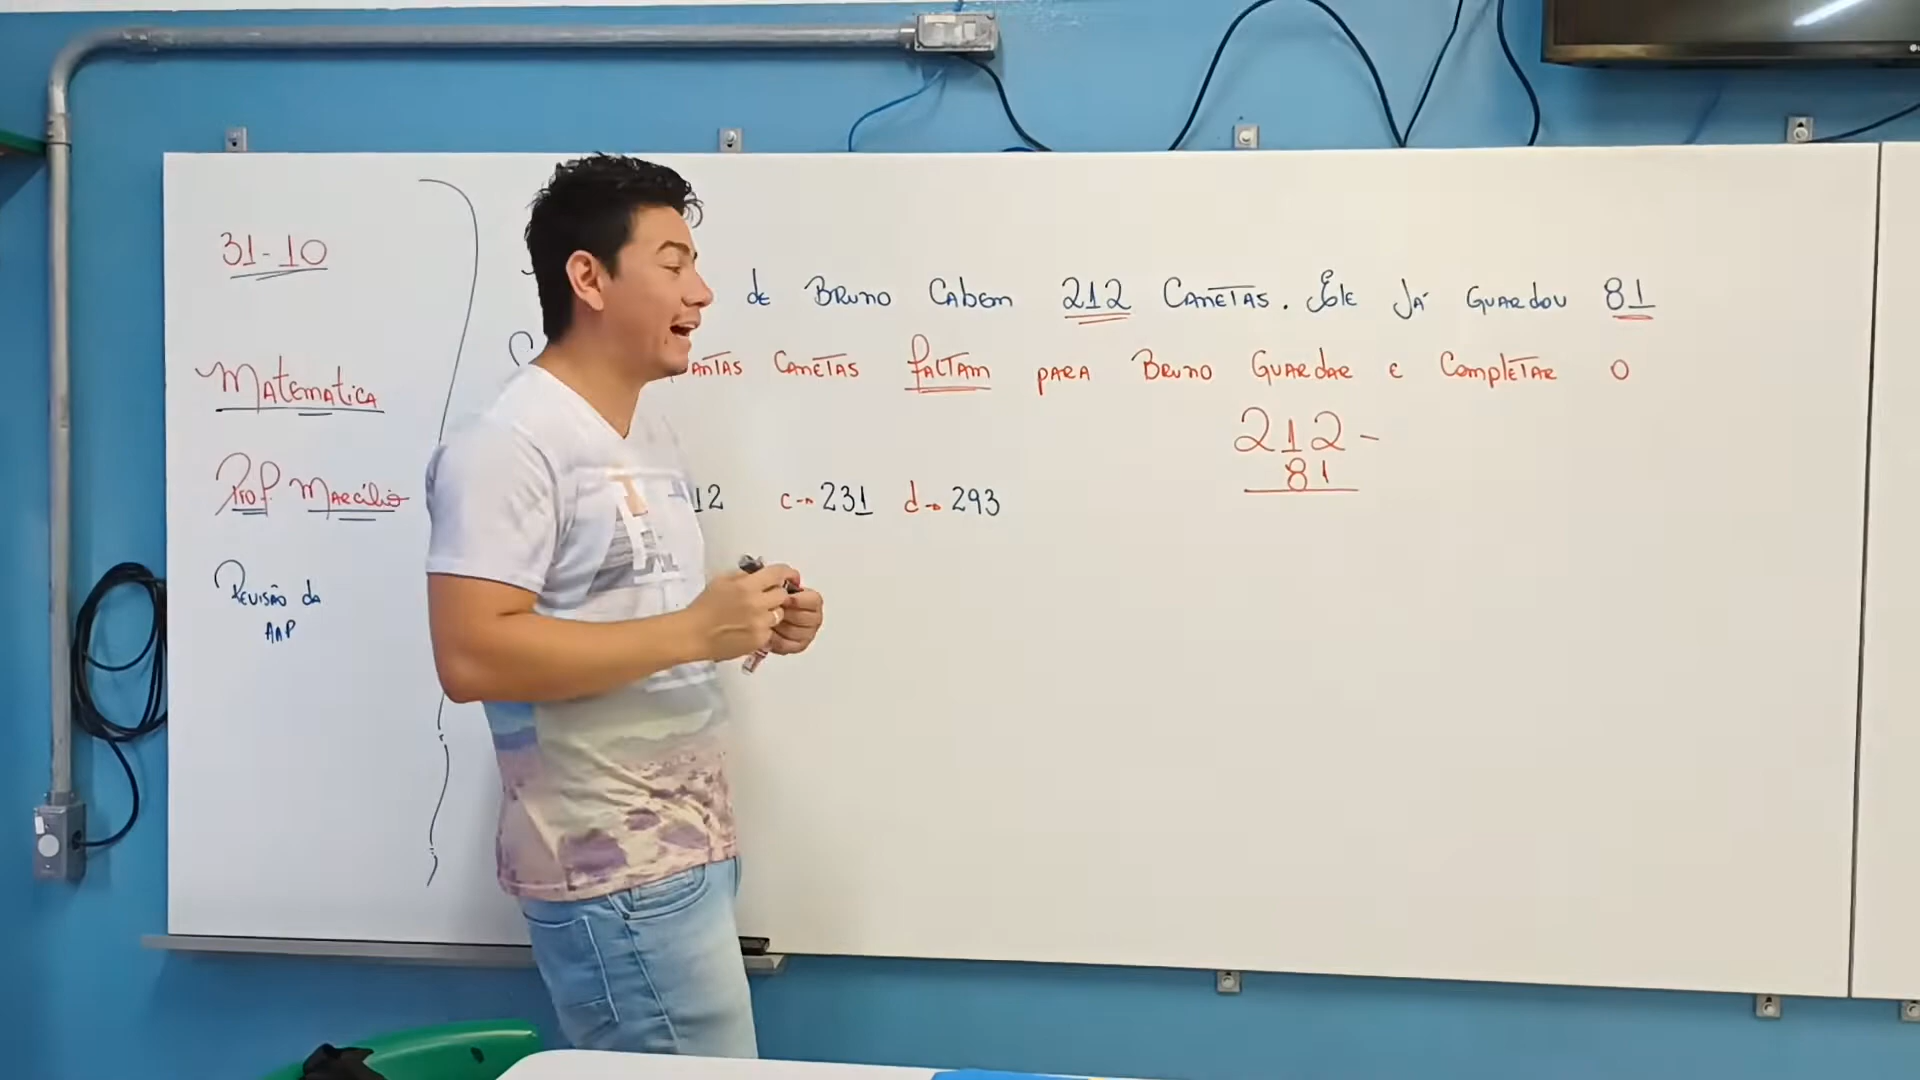 31-10
Matematica
Prof. Marcílio
Revisão da
AAP
de Bruno Cabem 212 Canetas. Ele Já Guardou 81
Canetas faltam para Bruno Guardar e Completar o
12 c→231 d→293
212 -
81